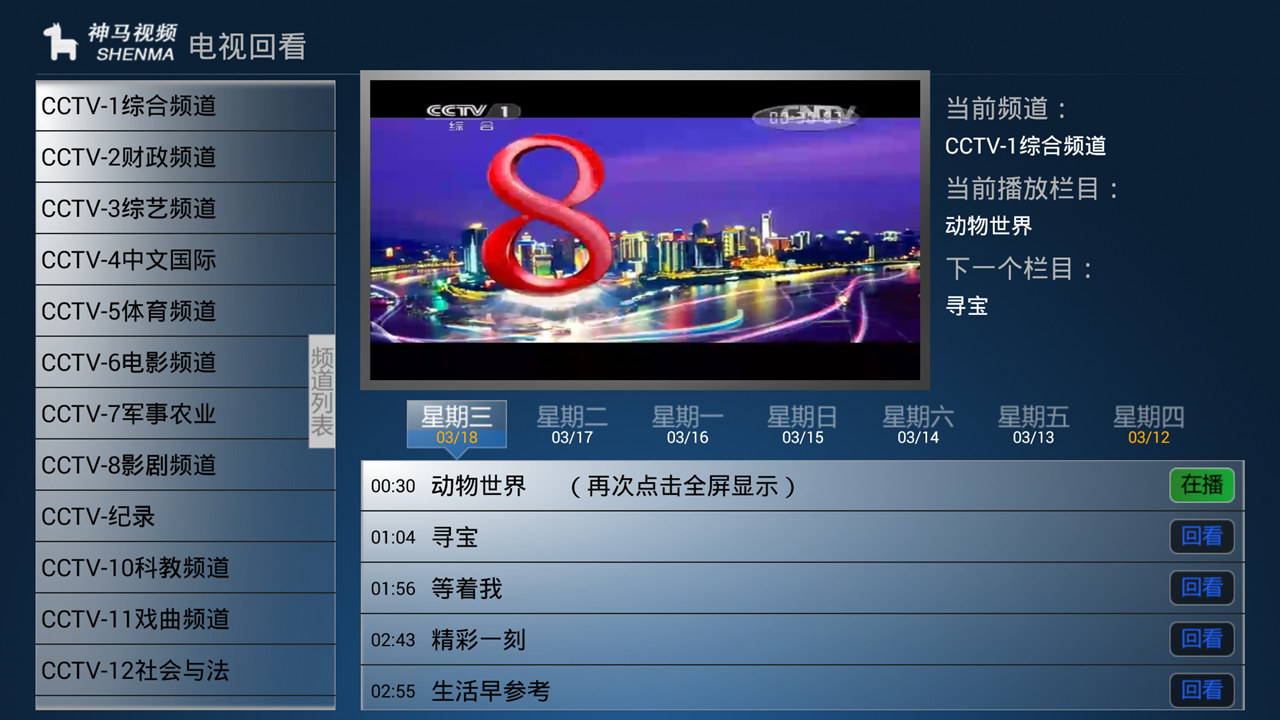 神马视频
SHENMA
电视回看
CCTV-1综合频道
CCTV-2财政频道
CCTV-3综艺频道
CCTV-4中文国际
CCTV-5体育频道
CCTV-6电影频道
CCTV-7军事农业
CCTV-8影剧频道
CCTV-纪录
CCTV-10科教频道
CCTV-11戏曲频道
CCTV-12社会与法
频道列表
CCTV 1
综合
8
当前频道：
CCTV-1综合频道
当前播放栏目：
动物世界
下一个栏目：
寻宝
星期三 星期二 星期一 星期日 星期六 星期五 星期四
03/18 03/17 03/16 03/15 03/14 03/13 03/12
00:30 动物世界 （再次点击全屏显示） 在播
01:04 寻宝 回看
01:56 等着我 回看
02:43 精彩一刻 回看
02:55 生活早参考 回看